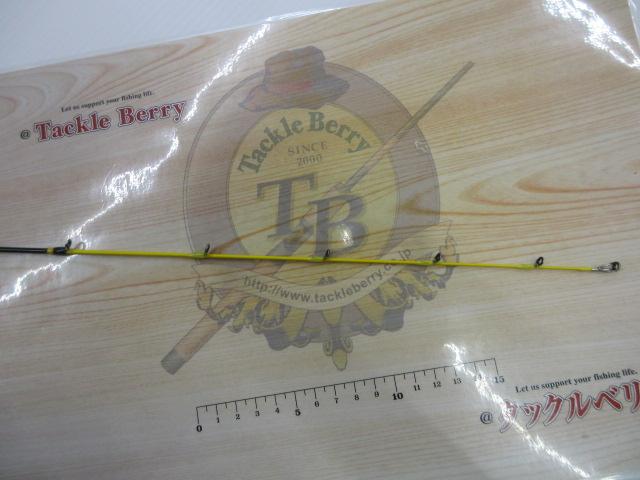 Let us support your fishing life.
@ Tackle Berry
Tackle Berry
SINCE
2000
TB
http://www.tackleberry.co.jp
0 1 2 3 4 5 6 7 8 9 10 11 12 13 14 15
Let us support your fishing life.
@ タックルベリ